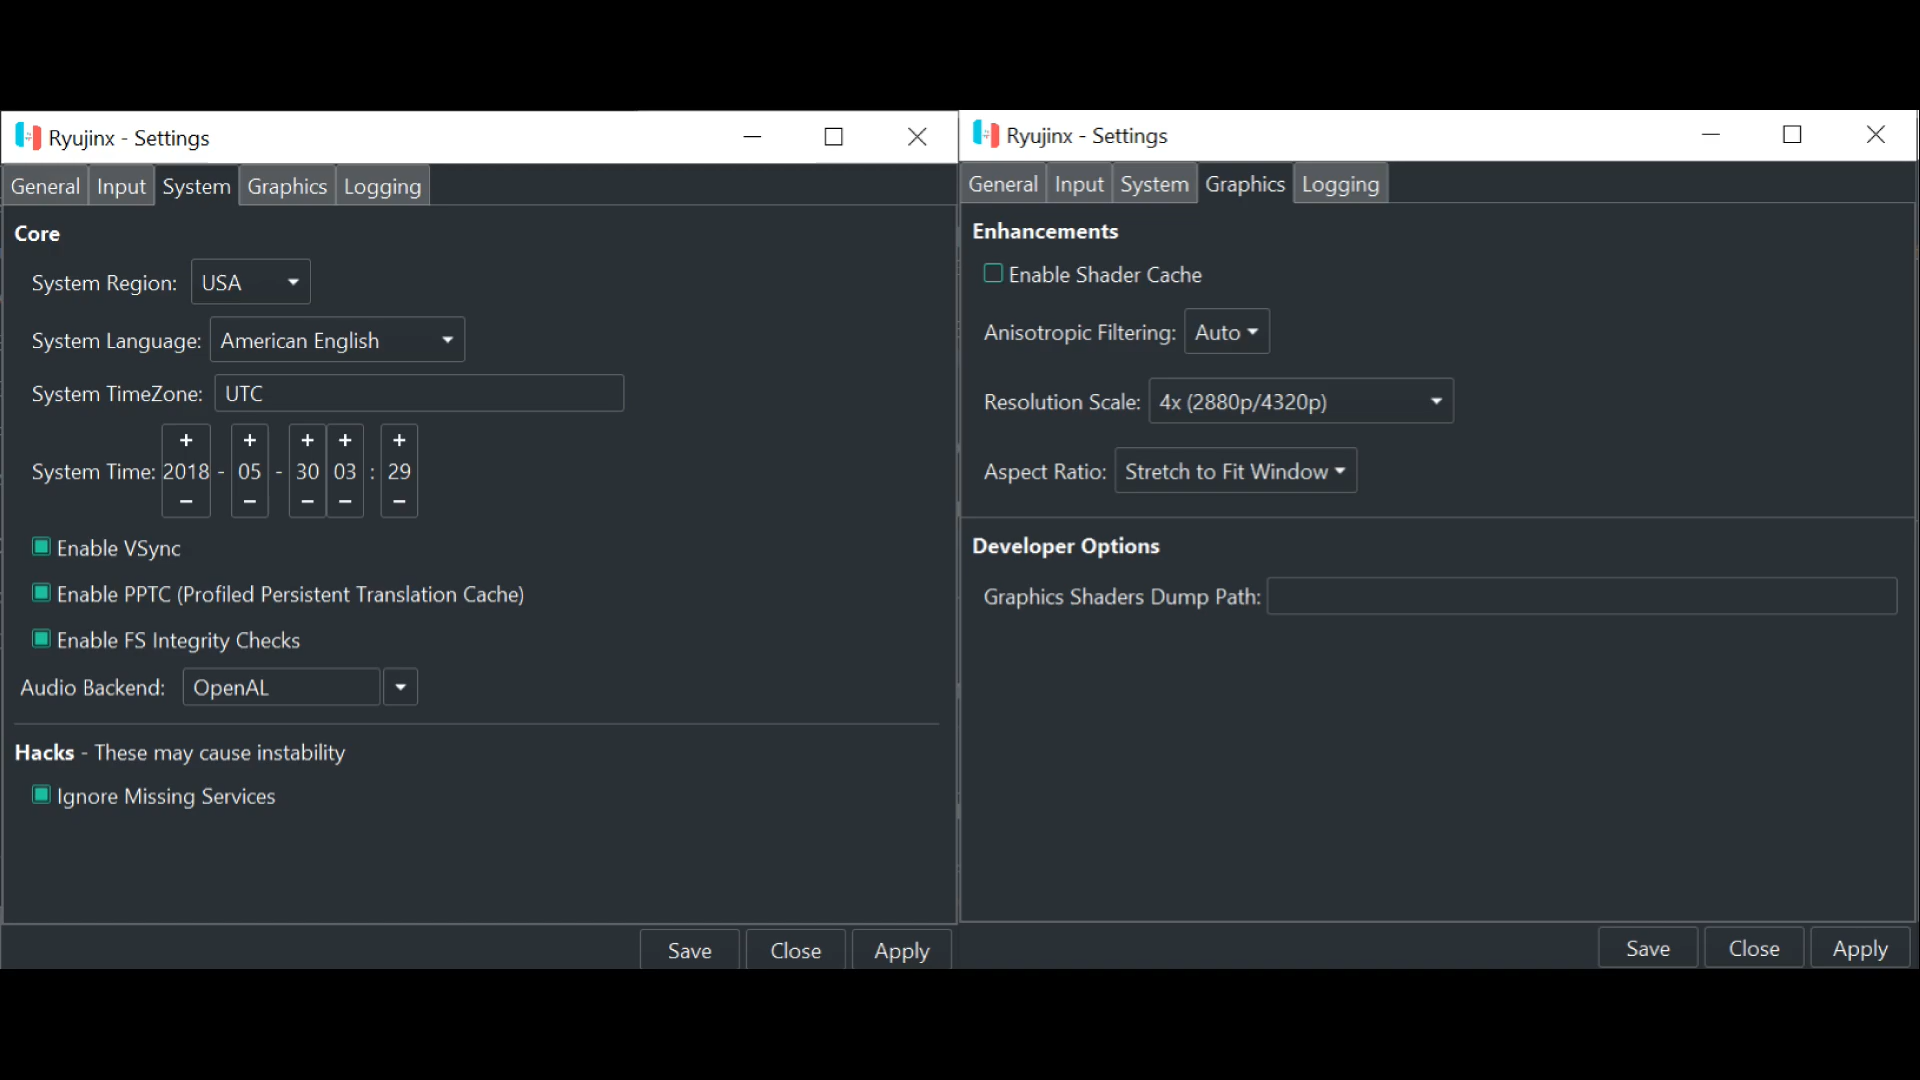 Ryujinx - Settings
General Input System Graphics Logging
Core
System Region: USA
System Language: American English
System TimeZone: UTC
+ + + + +
System Time: 2018 - 05 - 30 03 : 29
− − − − −
Enable VSync
Enable PPTC (Profiled Persistent Translation Cache)
Enable FS Integrity Checks
Audio Backend: OpenAL
Hacks - These may cause instability
Ignore Missing Services
Save Close Apply
Ryujinx - Settings
General Input System Graphics Logging
Enhancements
Enable Shader Cache
Anisotropic Filtering: Auto
Resolution Scale: 4x (2880p/4320p)
Aspect Ratio: Stretch to Fit Window
Developer Options
Graphics Shaders Dump Path:
Save Close Apply